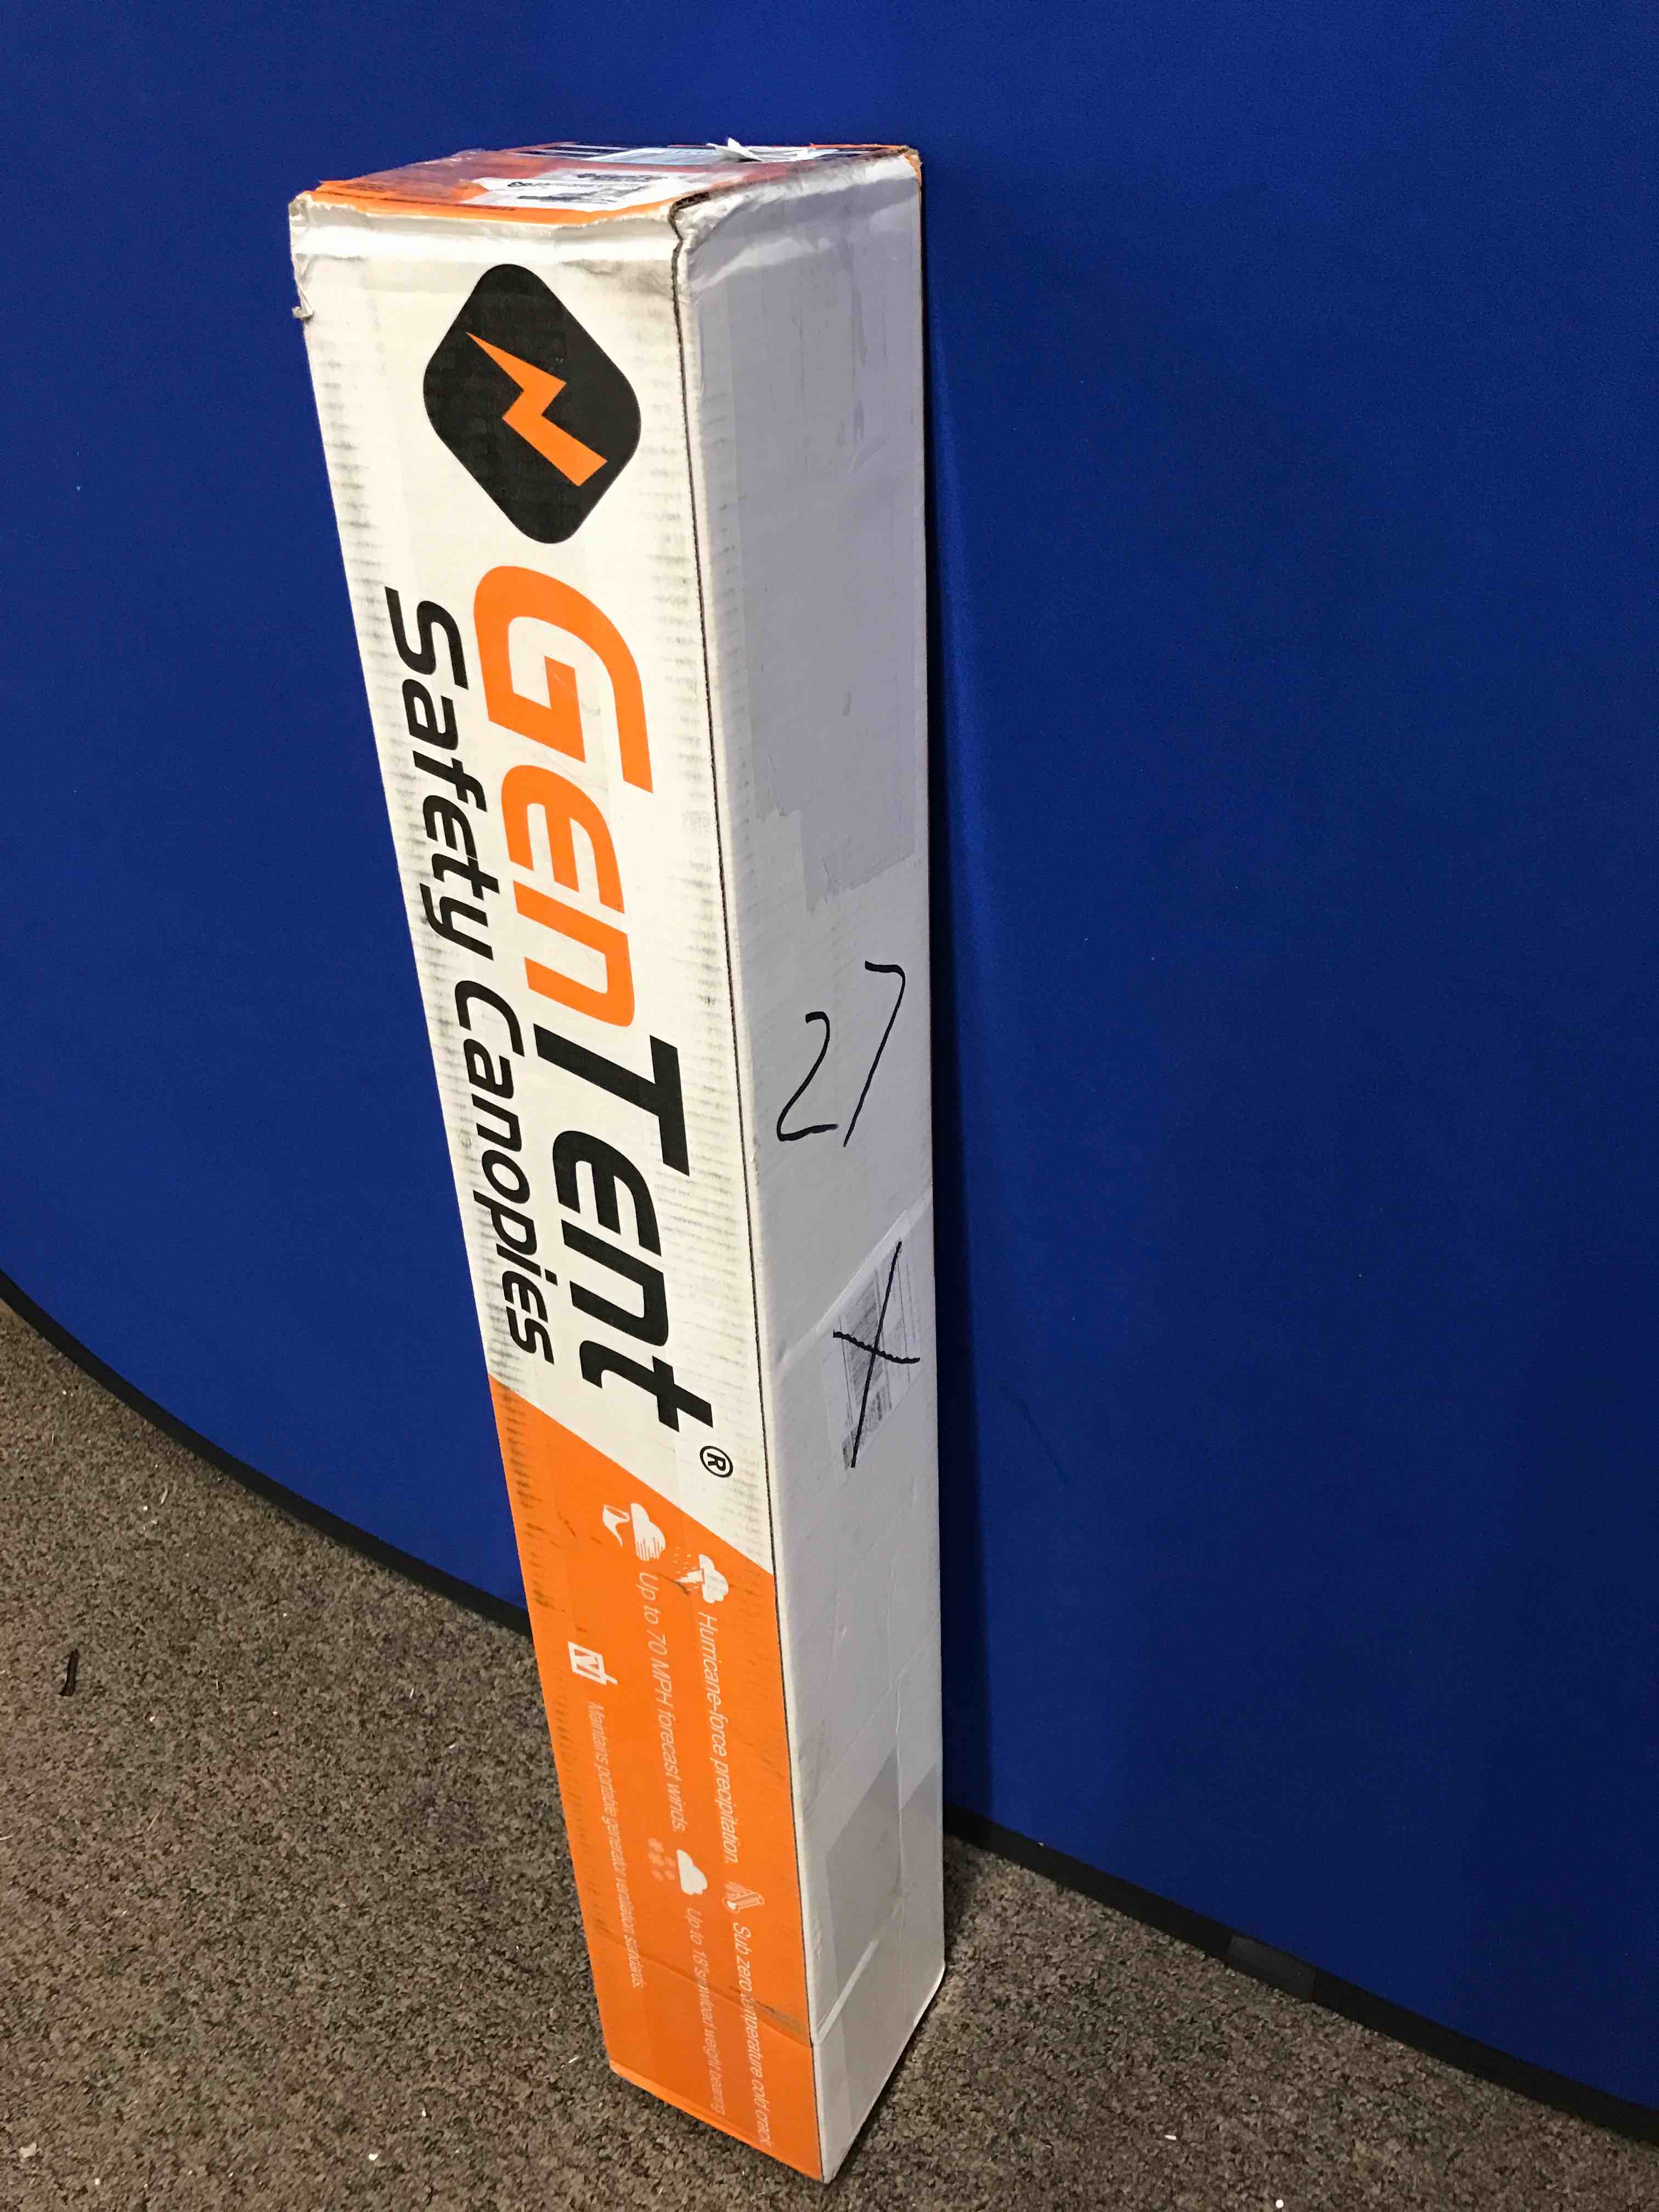 GenTent®
Safety Canopies
Hurricane-force precipitation.
Sub zero temperature cold crack
Up to 70 MPH forecast winds.
Up to 18" snowload weight bearing
Maintains portable generator ventilation standards.
27
X